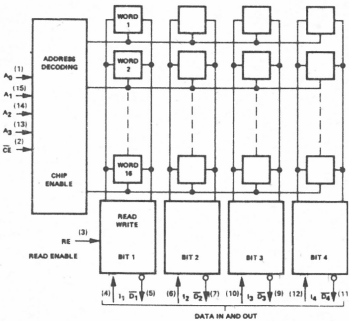 WORD 1
ADDRESS DECODING
WORD 2
(1)
A0
(15)
A1
(14)
A2
(13)
A3
(2)
CE
WORD 16
CHIP ENABLE
READ WRITE
(3)
RE
READ ENABLE
BIT 1
BIT 2
BIT 3
BIT 4
(4) I1 D1 (5)
(6) I2 D2 (7)
(10) I3 D3 (9)
(12) I4 D4 (11
DATA IN AND OUT